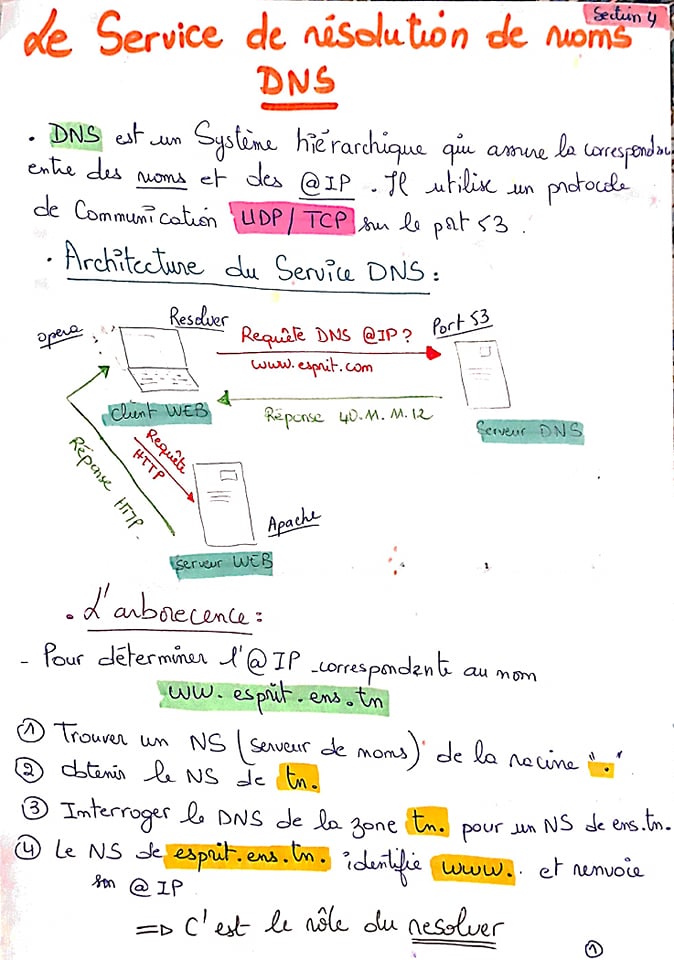 Section 4
Le Service de résolution de noms
DNS
. DNS est un Système hiérarchique qui assure la correspondan
entre des noms et des @IP . Il utilise un protocole
de Communication UDP / TCP sur le port 53 .
. Architecture du Service DNS :
opera
Resolver
Requête DNS @IP ?
www.esprit.com
Port 53
Client WEB
Réponse 40.11.11.12
Serveur DNS
Requête
HTTP
Réponse HTTP.
Apache
Serveur WEB
. L'arborecence :
- Pour déterminer l'@IP correspondante au nom
ww.esprit.ens.tn
① Trouver un NS (serveur de noms) de la racine "."
② obtenir le NS de tn.
③ Interroger le DNS de la zone tn. pour un NS de ens.tn.
④ Le NS de esprit.ens.tn. identifie www. et renvoie
son @IP
=> C'est le rôle du resolver
①